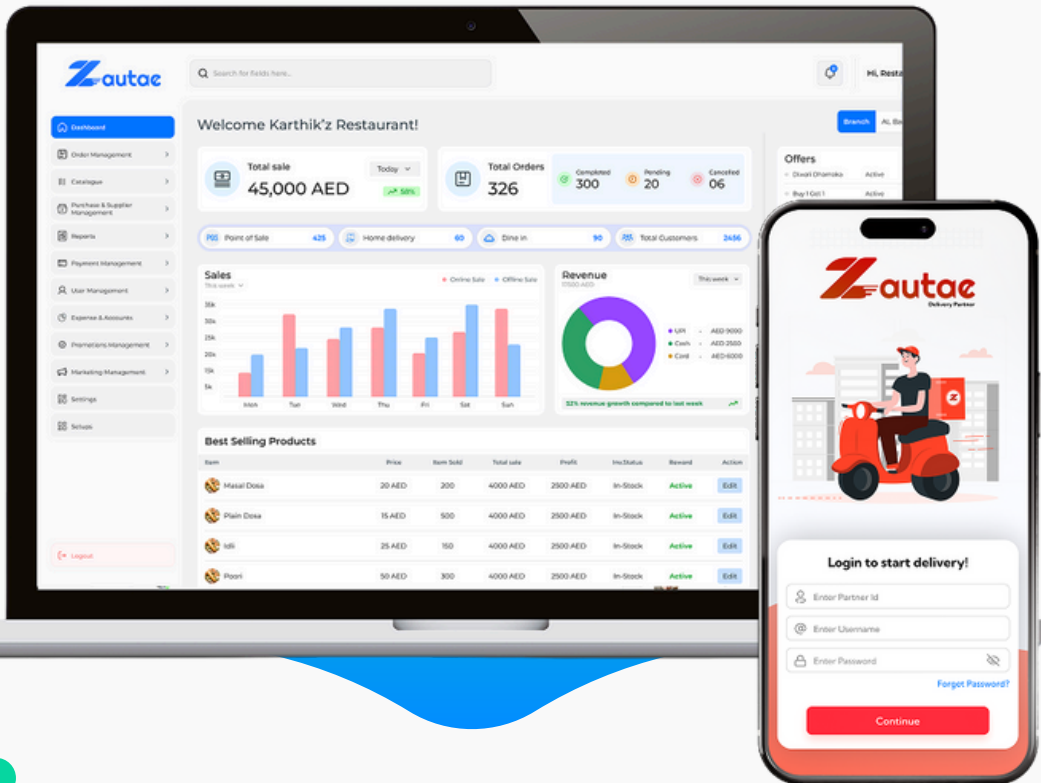 Zautae
Search for fields here..
Hi, Resta
Dashboard
Order Management
Catalogue
Purchase & Supplier
Management
Reports
Payment Management
User Management
Expense & Accounts
Promotions Management
Marketing Management
Settings
Setups
Logout
Welcome Karthik'z Restaurant!
Branch
Total sale
Today
45,000 AED
58%
Total Orders
326
Completed
300
Pending
20
Cancelled
06
POS Point of Sale 425
Home delivery 60
Dine in 90
Total Customers 2456
Sales
This week
Online Sale Offline Sale
35k
30k
25k
20k
15k
5k
Mon Tue Wed Thu Fri Sat Sun
Revenue
17500 AED
This week
UPI - AED 9000
Cash - AED 2500
Card - AED 6000
52% revenue growth compared to last week
Offers
Diwali Dhamaka Active
Buy 1 Get 1 Active
Best Selling Products
Item Price Item Sold Total sale Profit Inv.Status Reward Action
Masal Dosa 20 AED 200 4000 AED 2500 AED In-Stock Active Edit
Plain Dosa 15 AED 500 4000 AED 2500 AED In-Stock Active Edit
Idli 25 AED 150 4000 AED 2500 AED In-Stock Active Edit
Poori 50 AED 300 4000 AED 2500 AED In-Stock Active Edit
Zautae
Delivery Partner
Z
Login to start delivery!
Enter Partner Id
Enter Username
Enter Password
Forget Password?
Continue